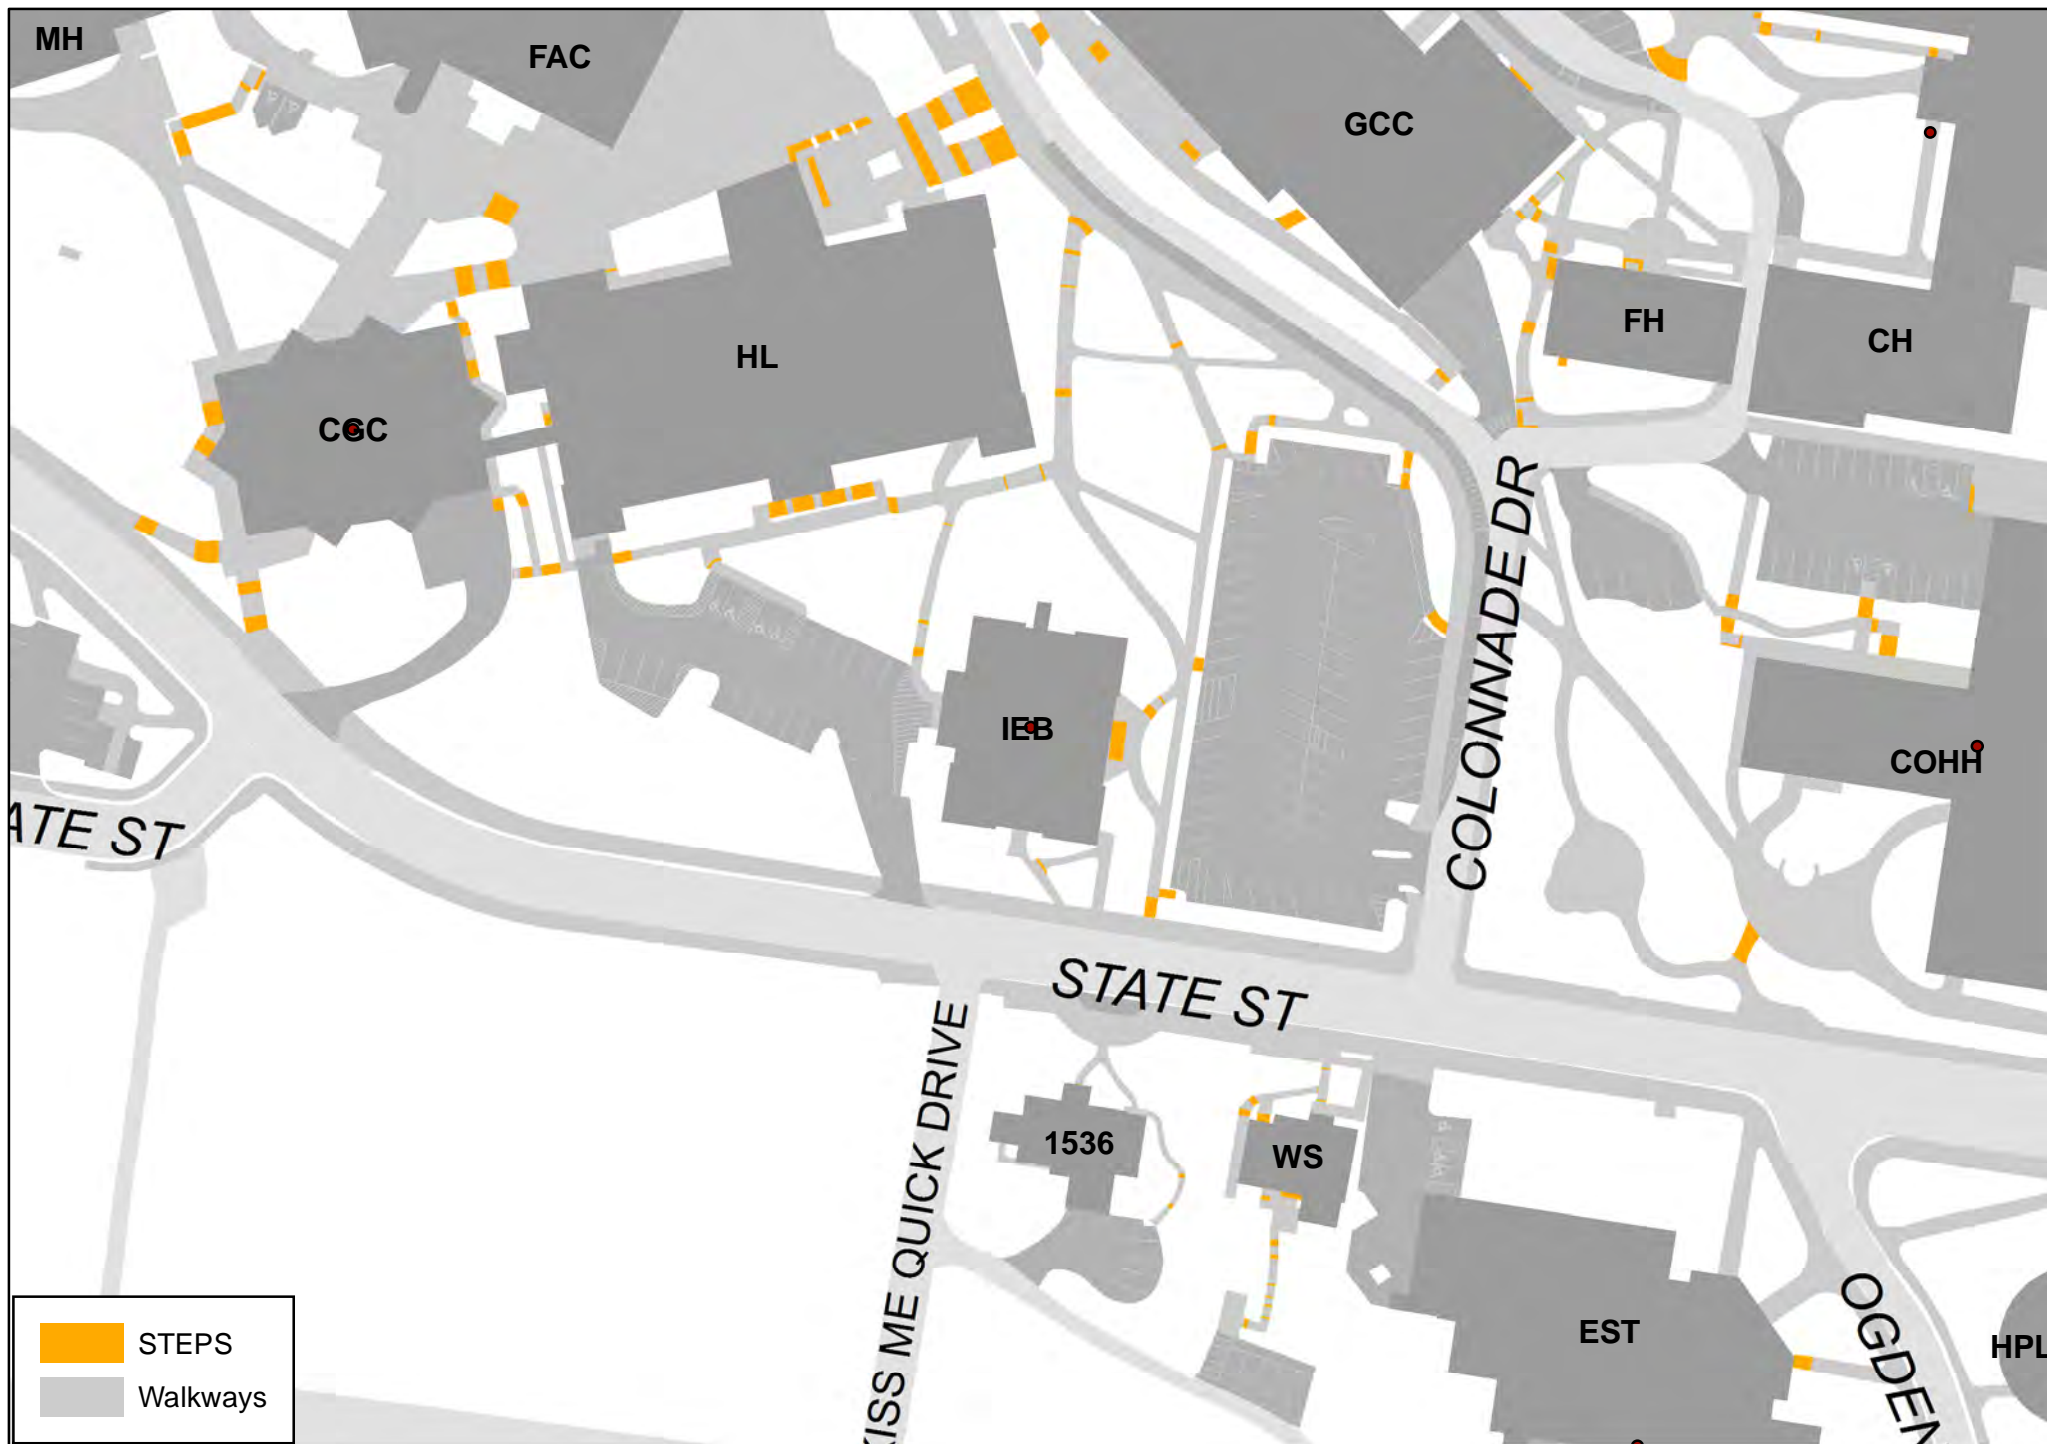 MH
FAC
GCC
FH
CH
HL
CGC
COLONNADE DR
IEB
COHH
ATE ST
STATE ST
KISS ME QUICK DRIVE
1536
WS
EST
OGDEN
HPL
STEPS
Walkways